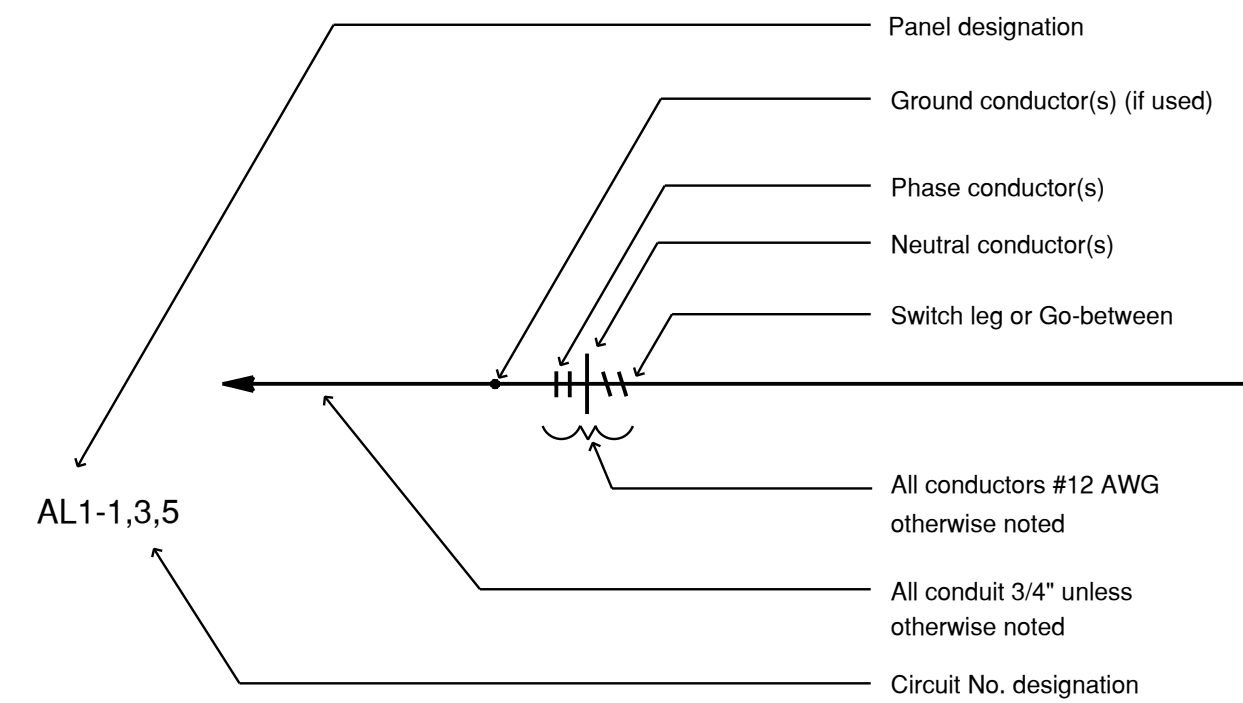 Panel designation
Ground conductor(s) (if used)
Phase conductor(s)
Neutral conductor(s)
Switch leg or Go-between
All conductors #12 AWG
otherwise noted
AL1-1,3,5
All conduit 3/4" unless
otherwise noted
Circuit No. designation